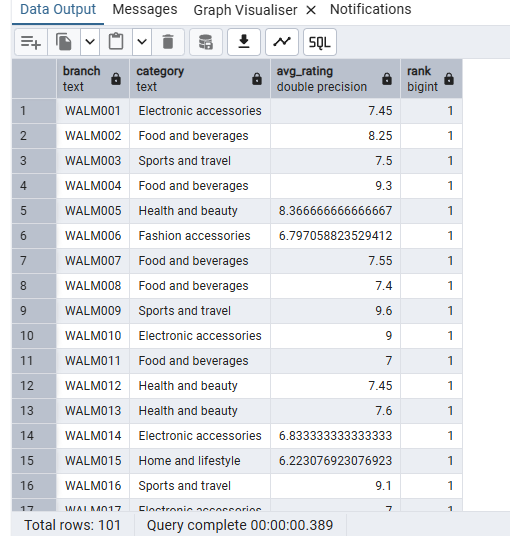 Data Output Messages Graph Visualiser × Notifications
SQL
branch category avg_rating rank
text text double precision bigint
1 WALM001 Electronic accessories 7.45 1
2 WALM002 Food and beverages 8.25 1
3 WALM003 Sports and travel 7.5 1
4 WALM004 Food and beverages 9.3 1
5 WALM005 Health and beauty 8.366666666666667 1
6 WALM006 Fashion accessories 6.797058823529412 1
7 WALM007 Food and beverages 7.55 1
8 WALM008 Food and beverages 7.4 1
9 WALM009 Sports and travel 9.6 1
10 WALM010 Electronic accessories 9 1
11 WALM011 Food and beverages 7 1
12 WALM012 Health and beauty 7.45 1
13 WALM013 Health and beauty 7.6 1
14 WALM014 Electronic accessories 6.833333333333333 1
15 WALM015 Home and lifestyle 6.223076923076923 1
16 WALM016 Sports and travel 9.1 1
17 WALM017 Electronic accessories 7 1
Total rows: 101 Query complete 00:00:00.389